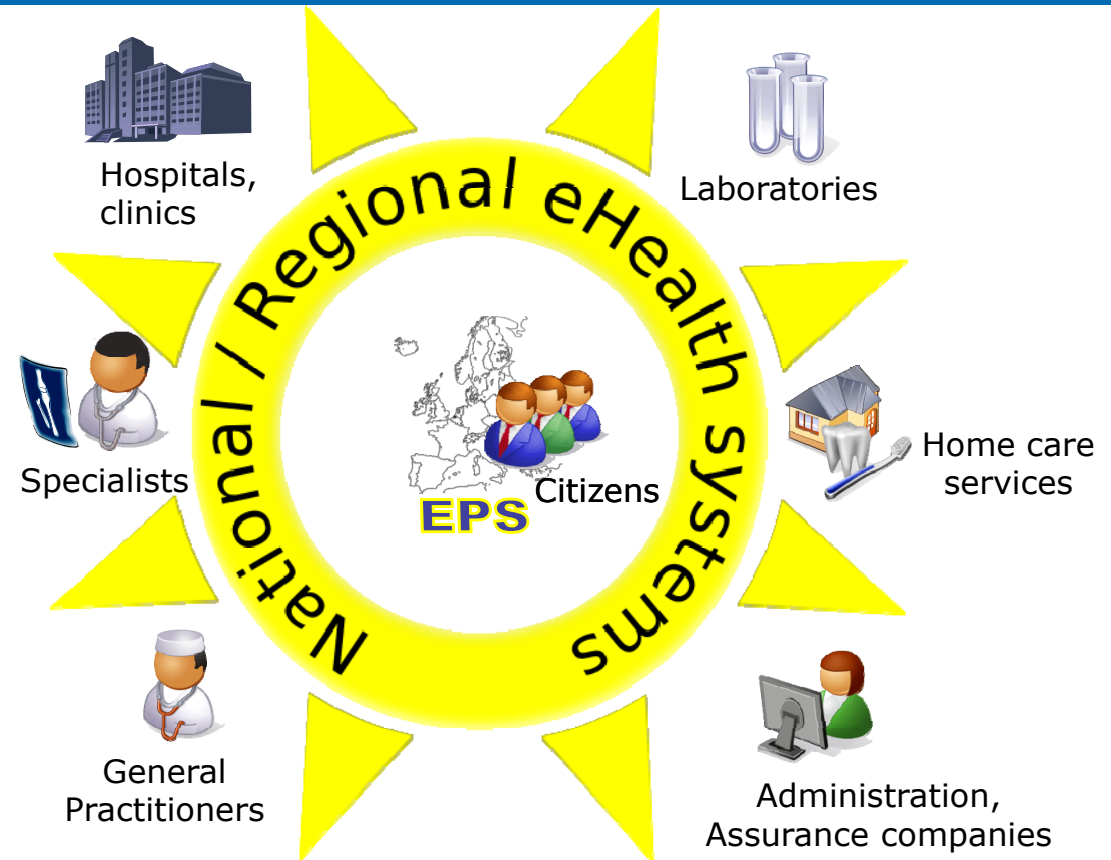 Hospitals,
clinics
Laboratories
National / Regional eHealth systems
Specialists
Citizens
EPS
Home care
services
General
Practitioners
Administration,
Assurance companies